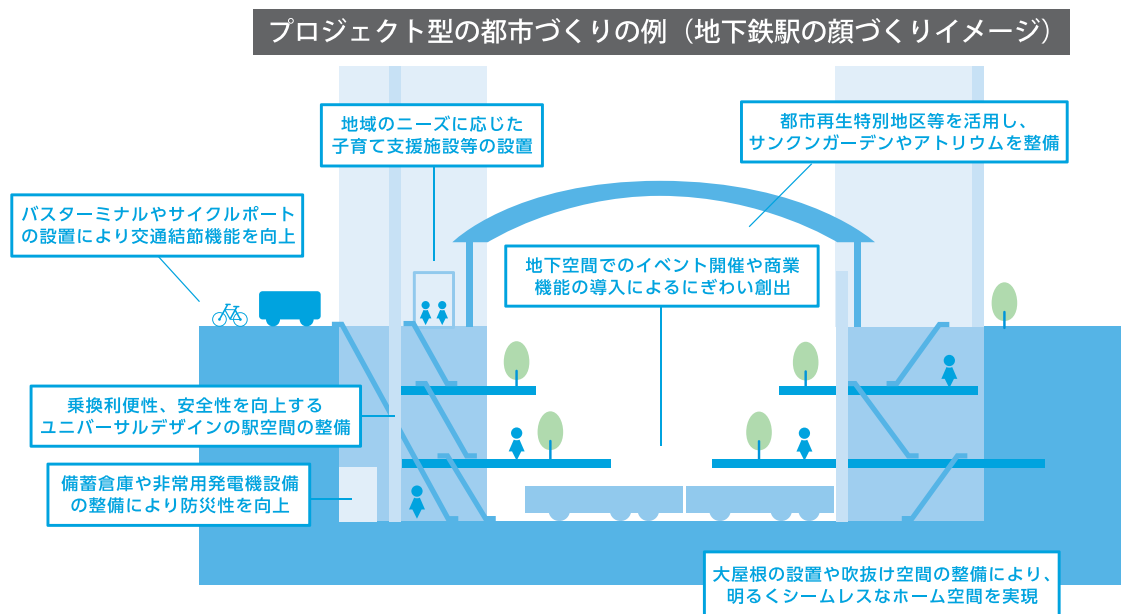 プロジェクト型の都市づくりの例（地下鉄駅の顔づくりイメージ）
地域のニーズに応じた
子育て支援施設等の設置
都市再生特別地区等を活用し、
サンクンガーデンやアトリウムを整備
バスターミナルやサイクルポート
の設置により交通結節機能を向上
地下空間でのイベント開催や商業
機能の導入によるにぎわい創出
乗換利便性、安全性を向上する
ユニバーサルデザインの駅空間の整備
備蓄倉庫や非常用発電機設備
の整備により防災性を向上
大屋根の設置や吹抜け空間の整備により、
明るくシームレスなホーム空間を実現